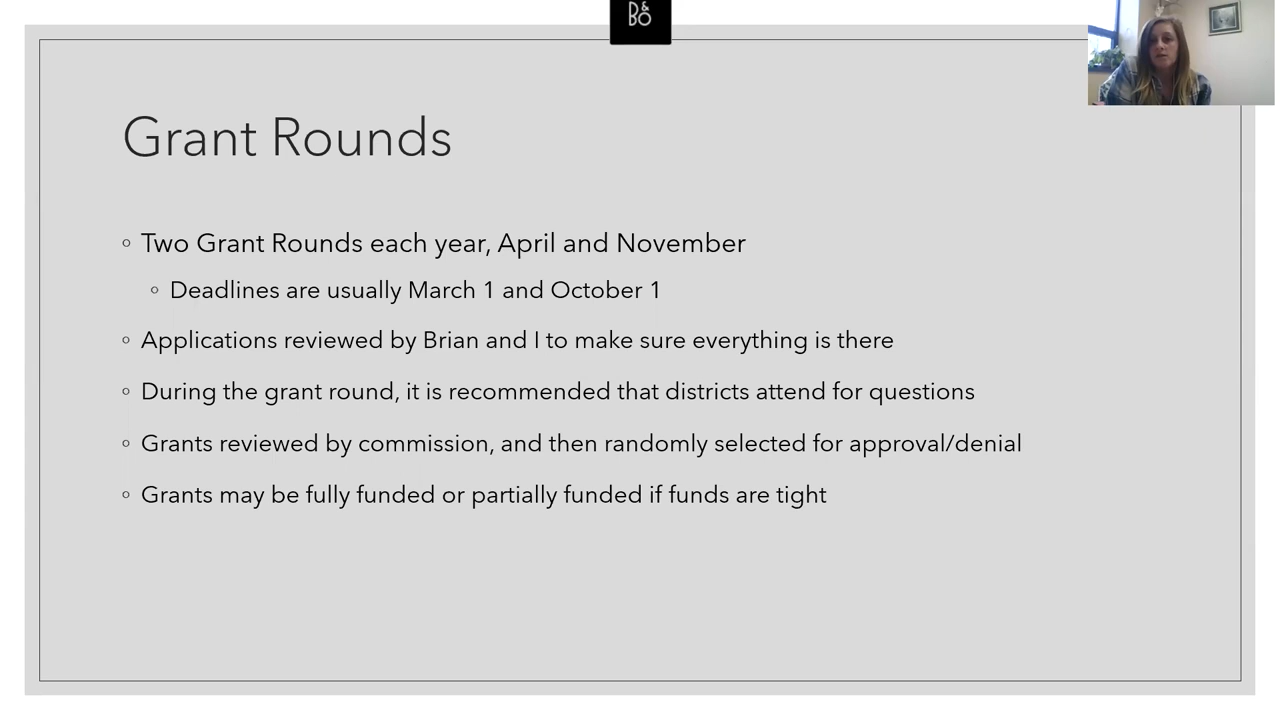 B&
BO
Grant Rounds
Two Grant Rounds each year, April and November
Deadlines are usually March 1 and October 1
Applications reviewed by Brian and I to make sure everything is there
During the grant round, it is recommended that districts attend for questions
Grants reviewed by commission, and then randomly selected for approval/denial
Grants may be fully funded or partially funded if funds are tight